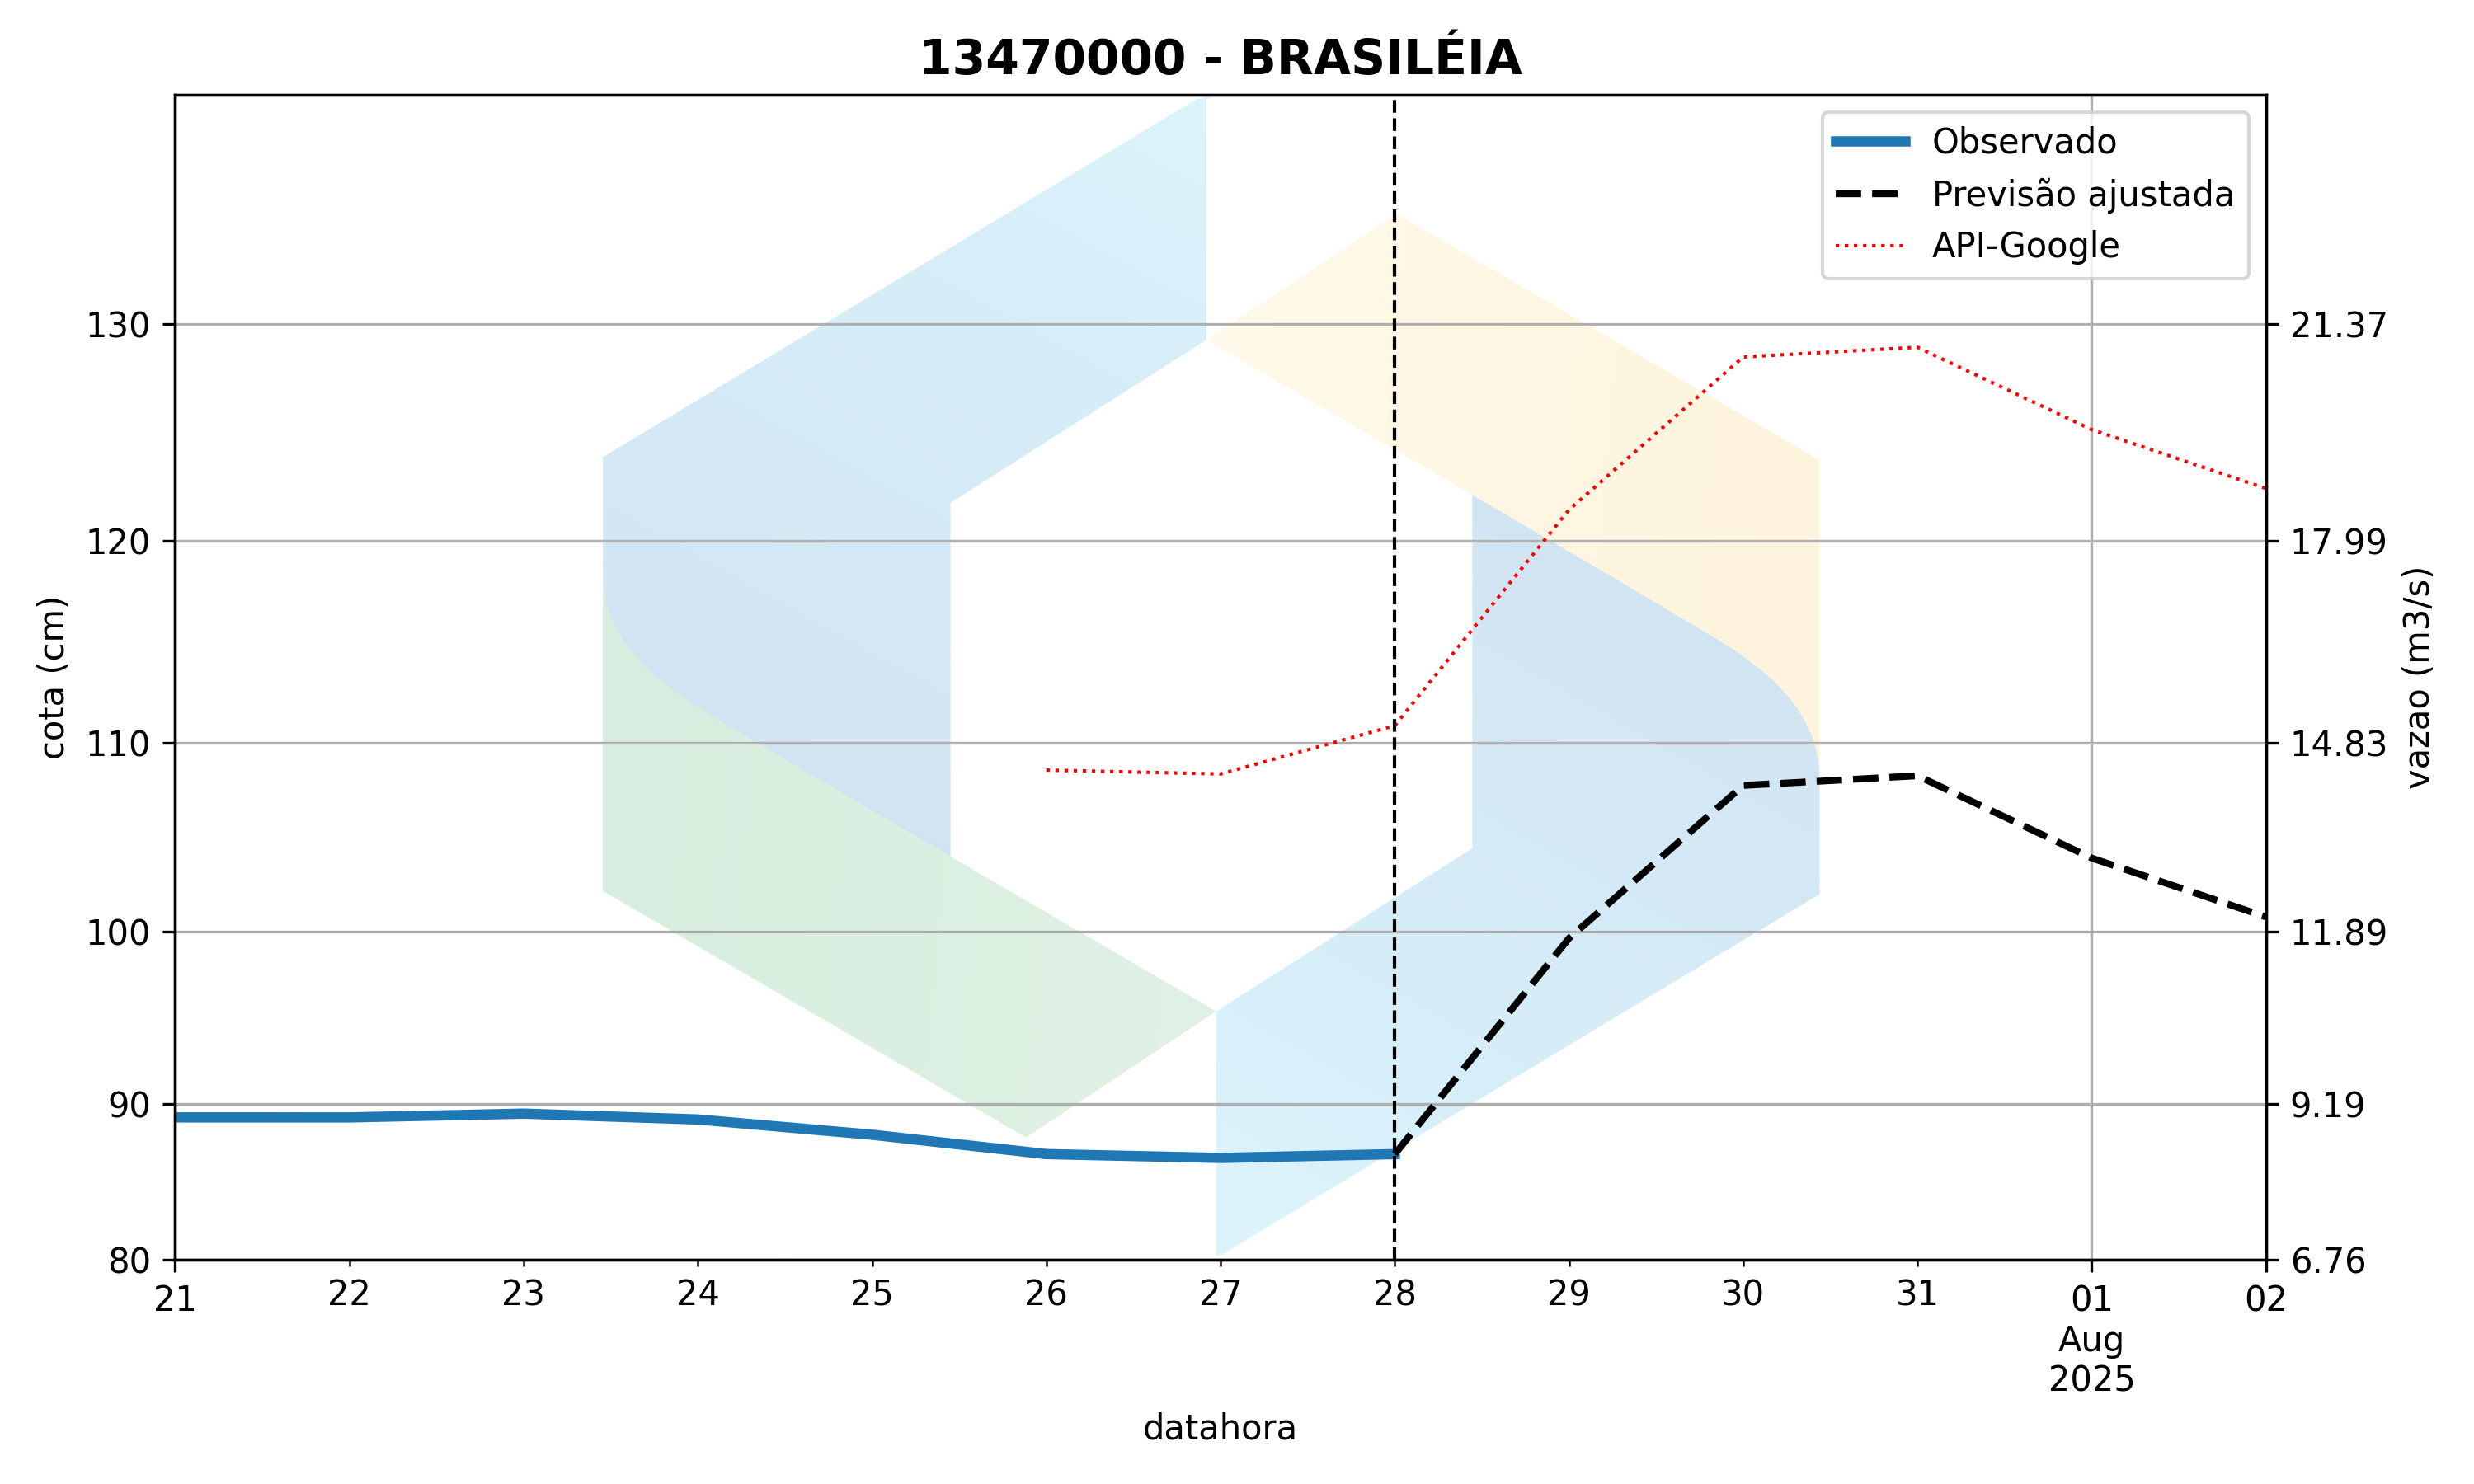 13470000 - BRASILÉIA
Observado
Previsão ajustada
API-Google
130
120
110
100
90
80
cota (cm)
21.37
17.99
14.83
11.89
9.19
6.76
vazao (m3/s)
21 22 23 24 25 26 27 28 29 30 31 01 02
Aug
2025
datahora